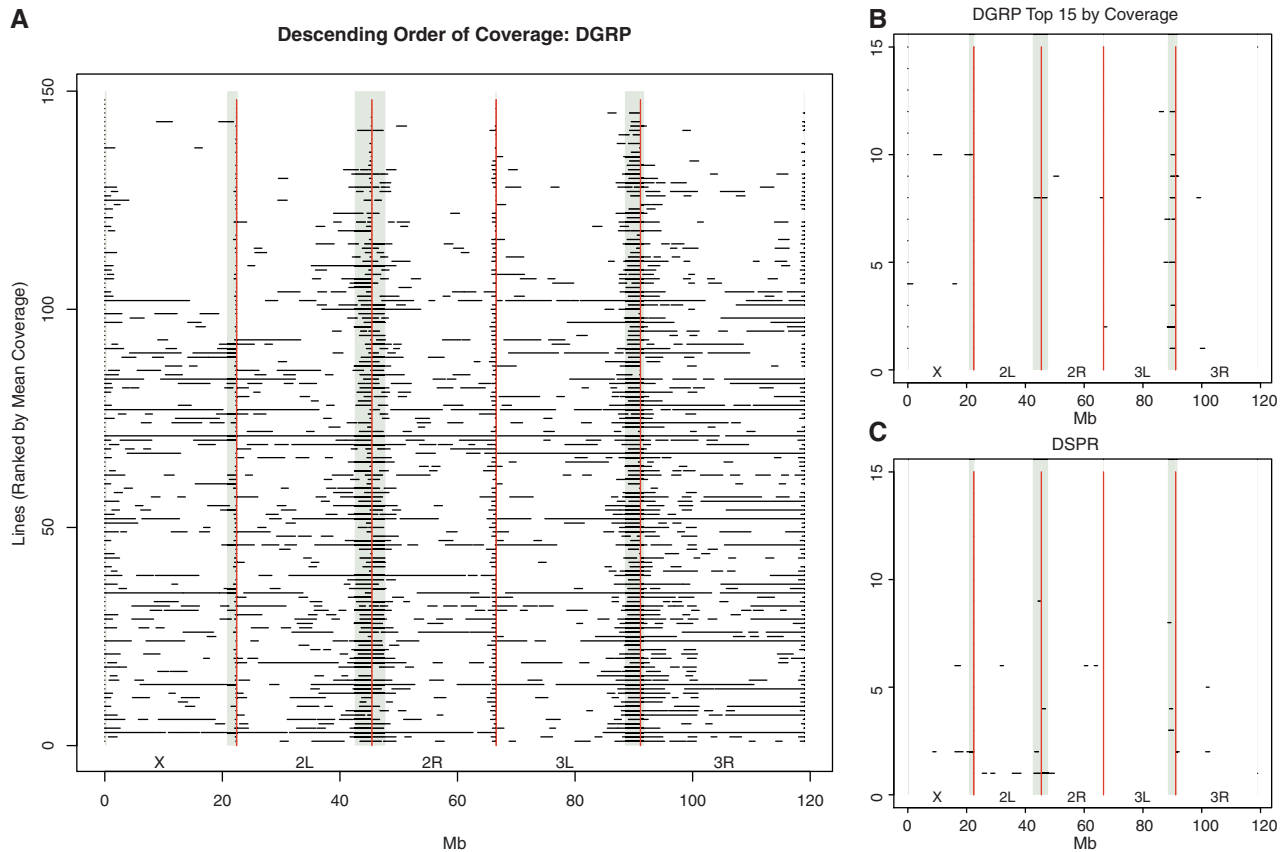 A
Descending Order of Coverage: DGRP
Lines (Ranked by Mean Coverage)
150
100
50
0
X 2L 2R 3L 3R
0 20 40 60 80 100 120
Mb
B
DGRP Top 15 by Coverage
15
10
5
0
X 2L 2R 3L 3R
0 20 40 60 80 100 120
Mb
C
DSPR
15
10
5
0
X 2L 2R 3L 3R
0 20 40 60 80 100 120
Mb